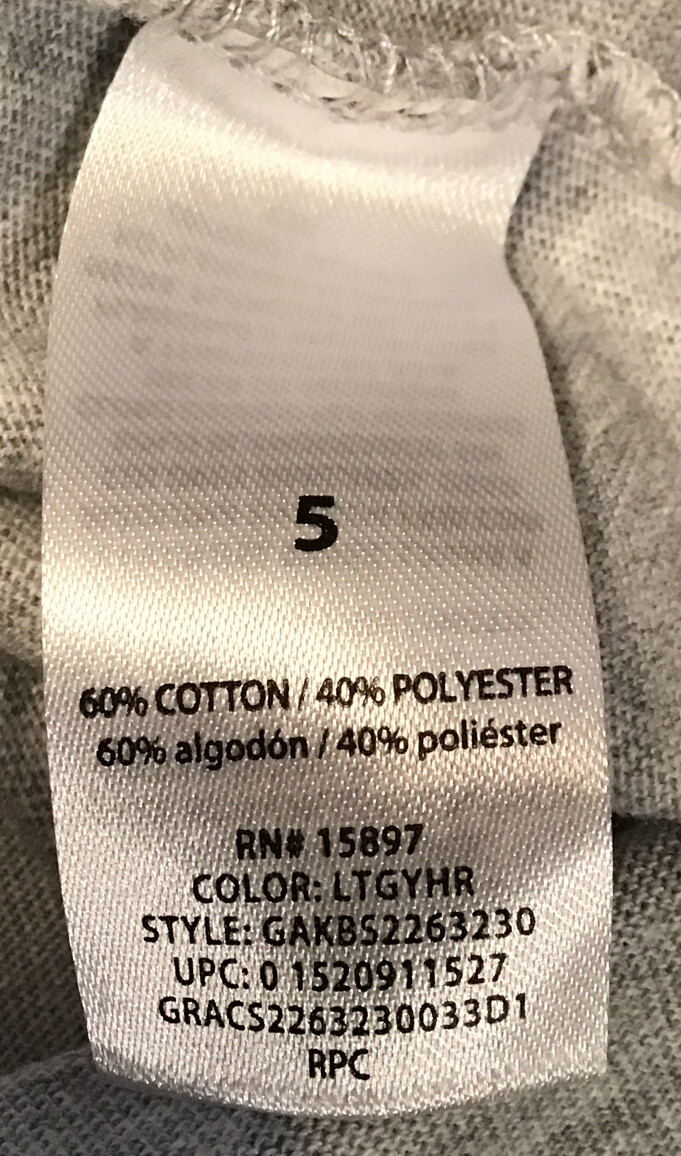 5
60% COTTON / 40% POLYESTER
60% algodón / 40% poliéster
RN# 15897
COLOR: LTGYHR
STYLE: GAKBS2263230
UPC: 0 1520911527
GRACS2263230033D1
RPC